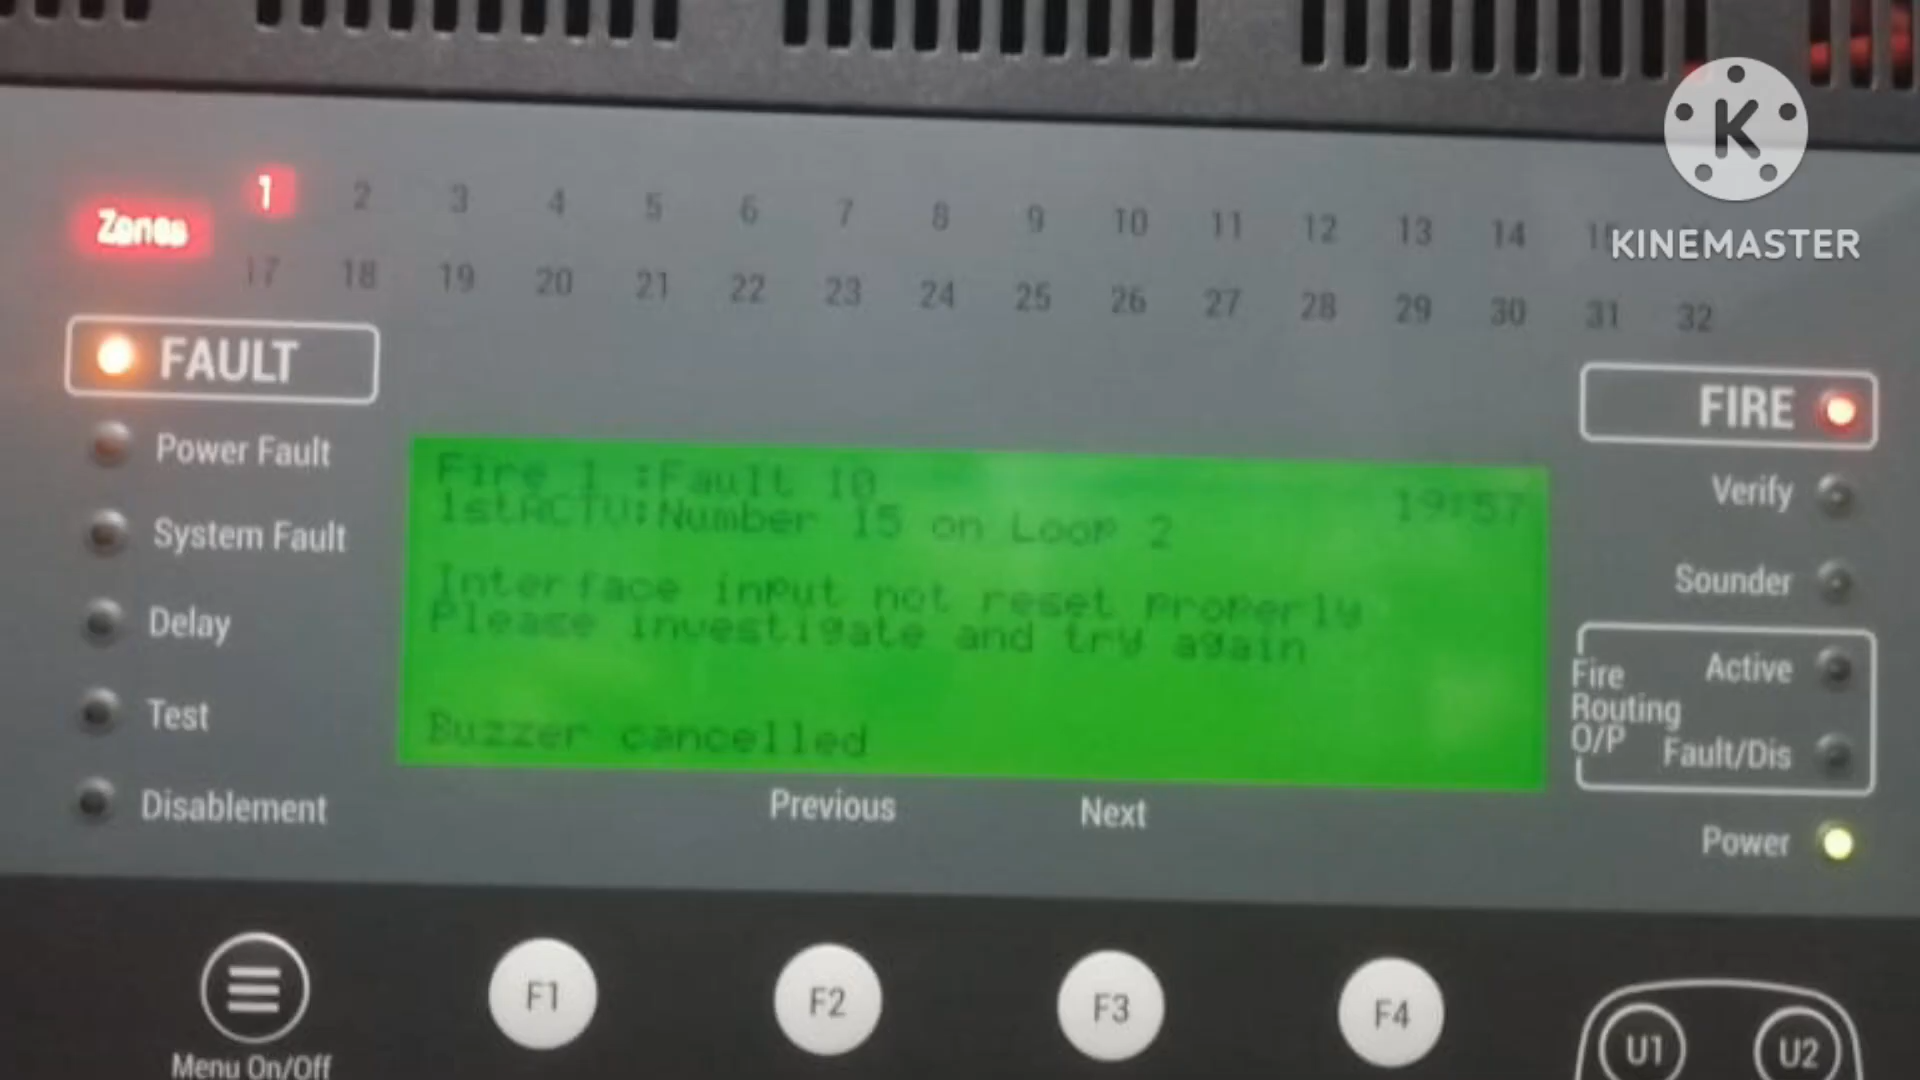 K
KINEMASTER
Zones
1 2 3 4 5 6 7 8 9 10 11 12 13 14
17 18 19 20 21 22 23 24 25 26 27 28 29 30 31 32
FAULT
Power Fault
System Fault
Delay
Test
Disablement
Fire 1 :Fault 10
19:57
1stACTV:Number 15 on Loop 2
Interface input not reset properly
Please investigate and try again
Buzzer cancelled
Previous
Next
FIRE
Verify
Sounder
Fire
Routing
O/P
Active
Fault/Dis
Power
Menu On/Off
F1
F2
F3
F4
U1
U2